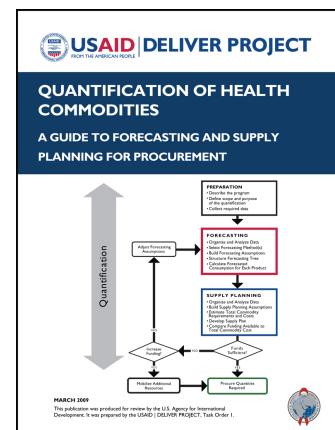 USAID
FROM THE AMERICAN PEOPLE
DELIVER PROJECT
QUANTIFICATION OF HEALTH
COMMODITIES
A GUIDE TO FORECASTING AND SUPPLY
PLANNING FOR PROCUREMENT
Quantification
PREPARATION
• Describe the program
• Define scope and purpose
of the quantification
• Collect required data
FORECASTING
• Organize and Analyze Data
• Select Forecasting Method(s)
• Build Forecasting Assumptions
• Structure Forecasting Tree
• Calculate Forecasted
Consumption for Each Product
Adjust Forecasting
Assumptions
SUPPLY PLANNING
• Organize and Analyze Data
• Build Supply Planning Assumptions
• Estimate Total Commodity
Requirements and Costs
• Develop Supply Plan
• Compare Funding Available to
Total Commodity Costs
NO
Increase
Funding?
NO
Funds
Sufficient?
YES
YES
Mobilize Additional
Resources
Procure Quantities
Required
MARCH 2009
This publication was produced for review by the U.S. Agency for International
Development. It was prepared by the USAID | DELIVER PROJECT, Task Order 1.